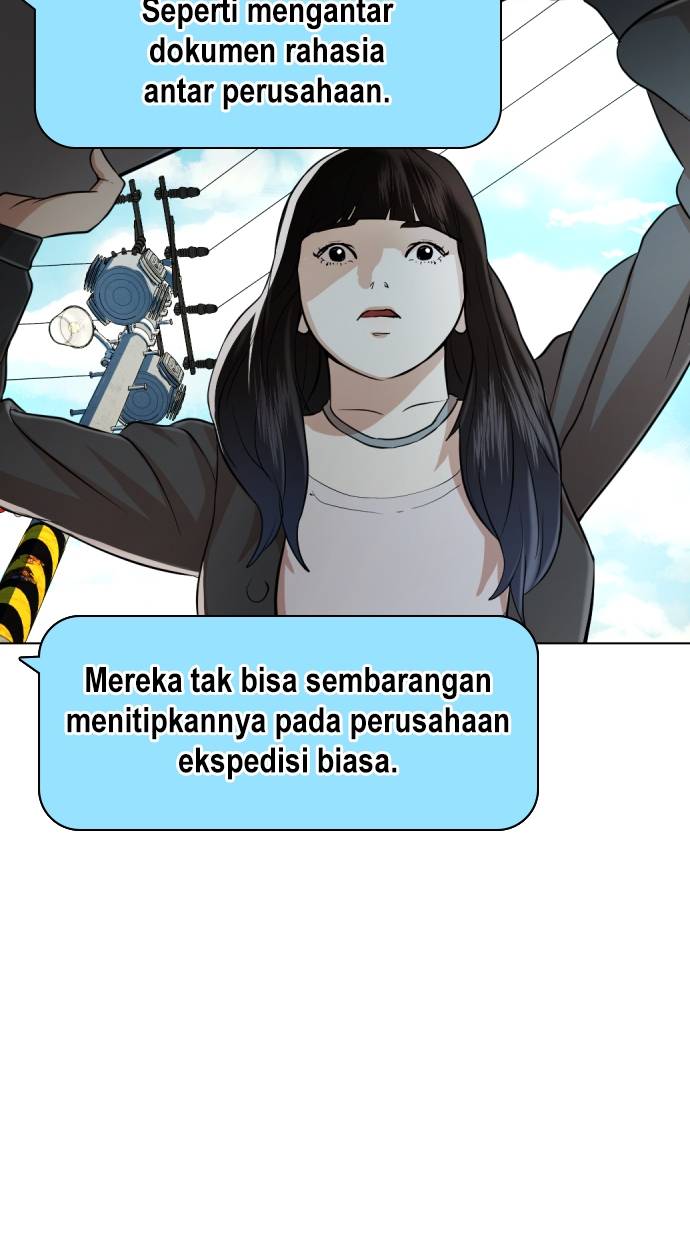 Seperti mengantar
dokumen rahasia
antar perusahaan.
Mereka tak bisa sembarangan
menitipkannya pada perusahaan
ekspedisi biasa.